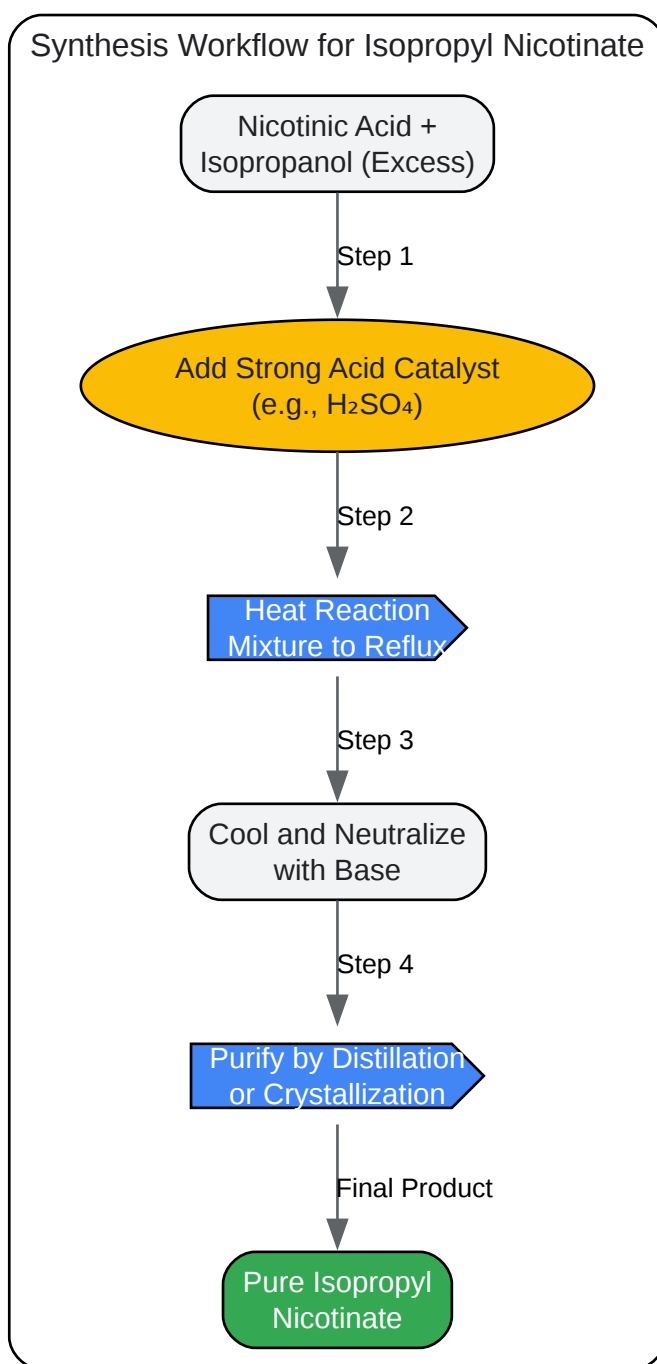 Synthesis Workflow for Isopropyl Nicotinate
Nicotinic Acid +
Isopropanol (Excess)
Step 1
Add Strong Acid Catalyst
(e.g., H₂SO₄)
Step 2
Heat Reaction
Mixture to Reflux
Step 3
Cool and Neutralize
with Base
Step 4
Purify by Distillation
or Crystallization
Final Product
Pure Isopropyl
Nicotinate